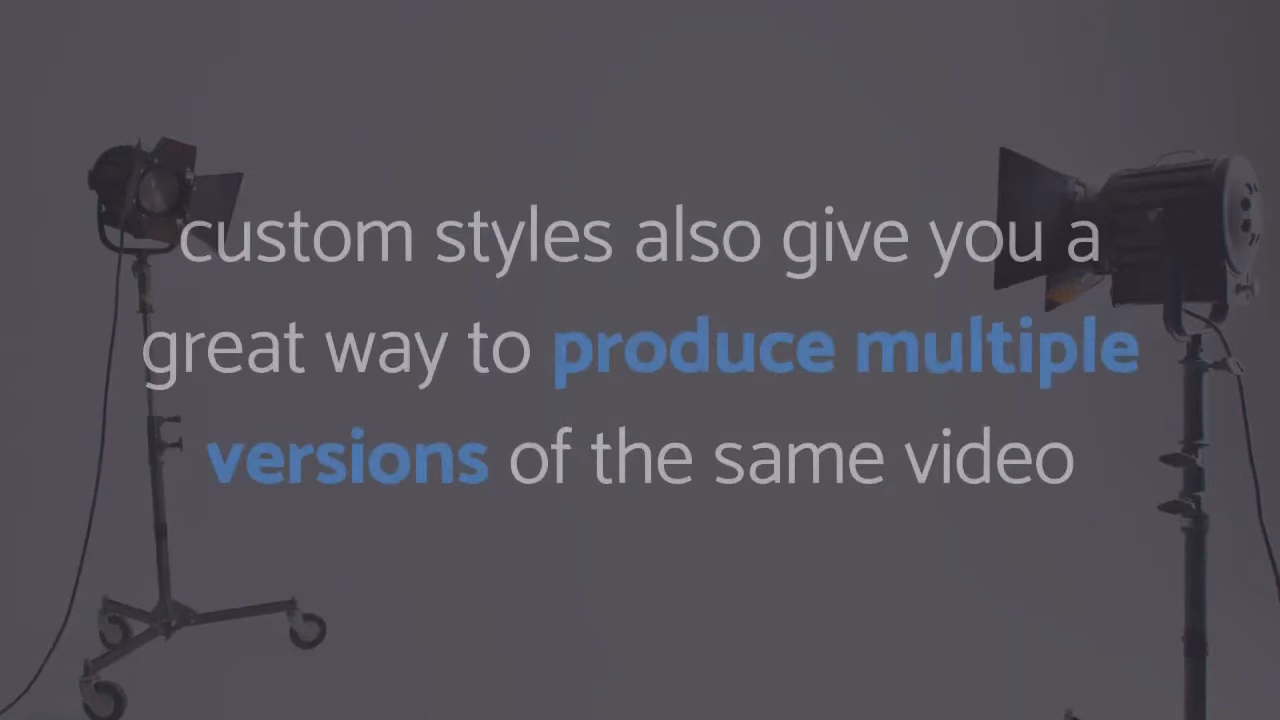 custom styles also give you a
great way to produce multiple
versions of the same video